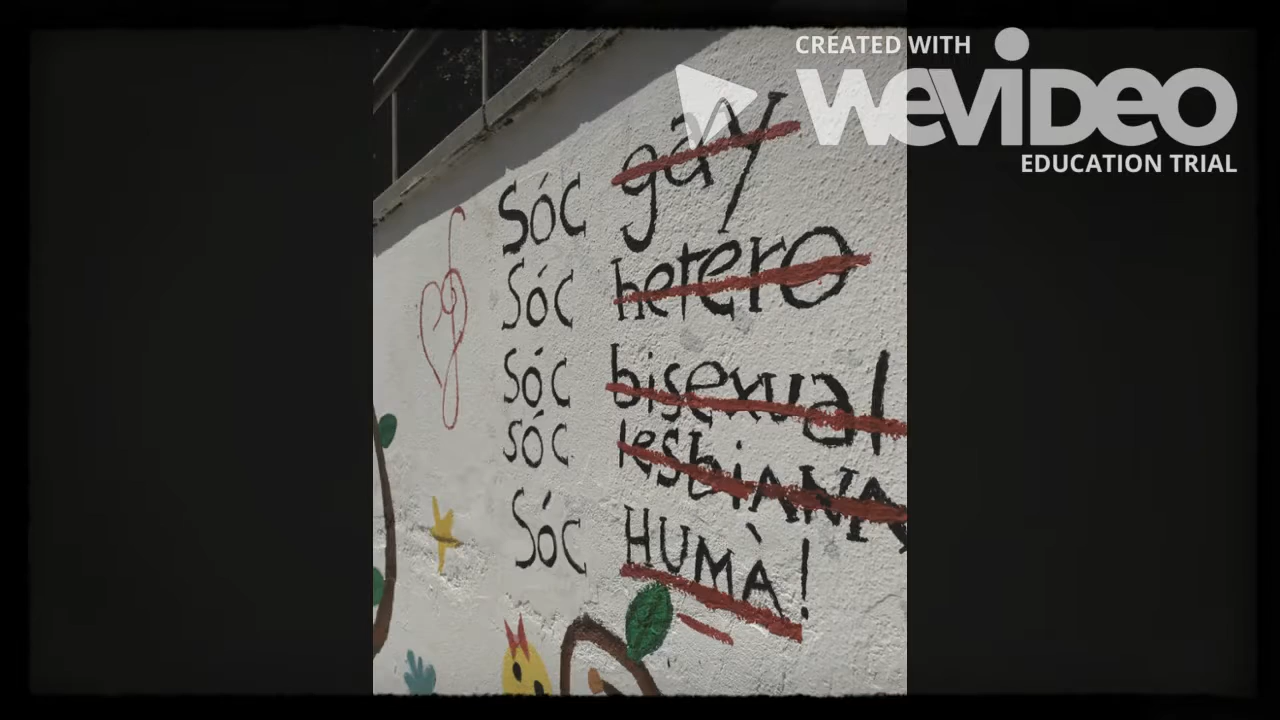 CREATED WITH
WEVIDEO
EDUCATION TRIAL
Sóc gay
Sóc hetero
Sóc bisexual
sóc lesbiANA
Sóc HUMÀ!